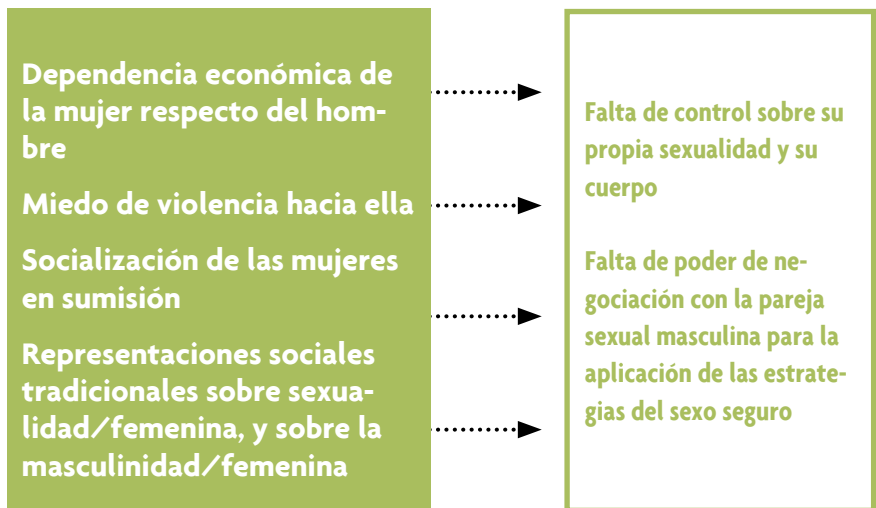 Dependencia económica de
la mujer respecto del hom-
bre
Miedo de violencia hacia ella
Socialización de las mujeres
en sumisión
Representaciones sociales
tradicionales sobre sexua-
lidad/femenina, y sobre la
masculinidad/femenina
Falta de control sobre su
propia sexualidad y su
cuerpo
Falta de poder de ne-
gociación con la pareja
sexual masculina para la
aplicación de las estrate-
gias del sexo seguro